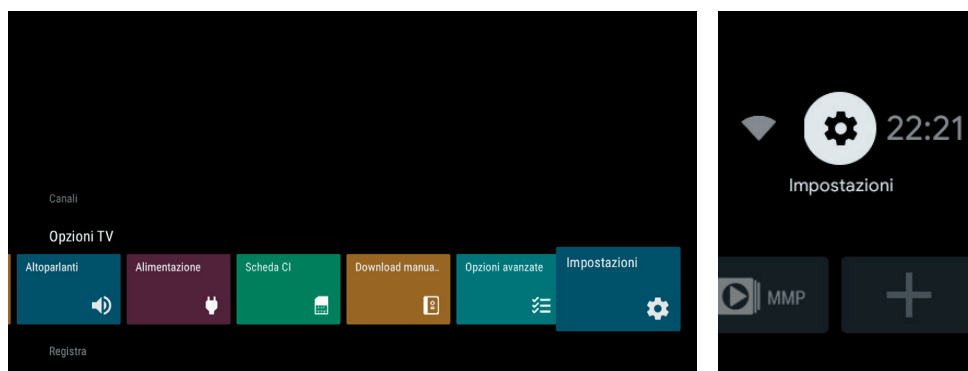 Canali
Opzioni TV
Altoparlanti
Alimentazione
Scheda CI
Download manua..
Opzioni avanzate
Impostazioni
Registra
22:21
Impostazioni
MMP